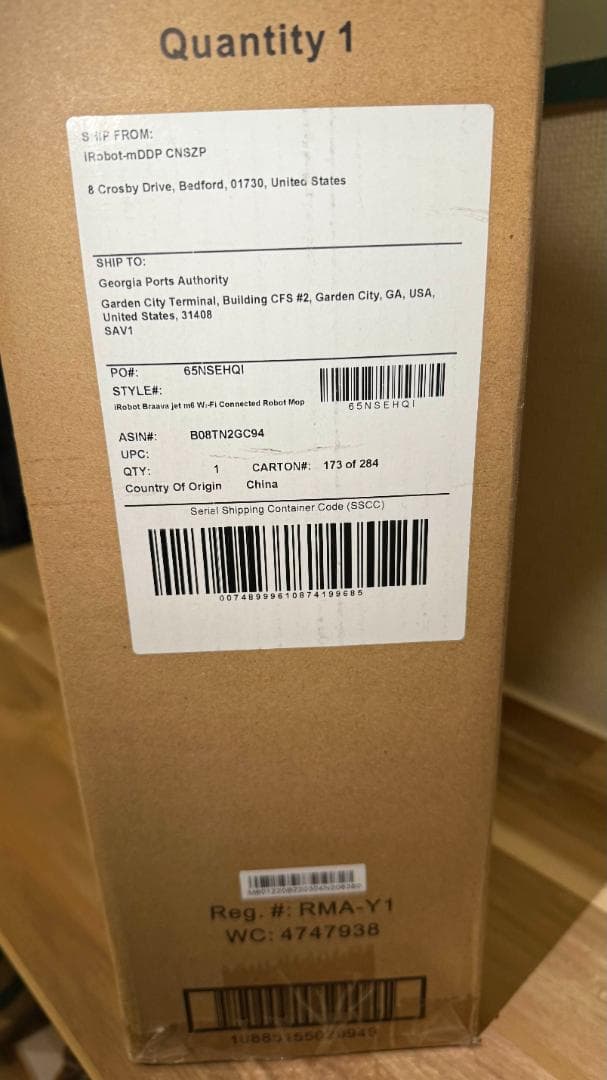 Quantity 1
SHIP FROM:
iRobot-mDDP CNSZP
8 Crosby Drive, Bedford, 01730, United States
SHIP TO:
Georgia Ports Authority
Garden City Terminal, Building CFS #2, Garden City, GA, USA,
United States, 31408
SAV1
PO#: 65NSEHQI
STYLE#:
iRobot Braava jet m6 Wi-Fi Connected Robot Mop
65NSEHQI
ASIN#: B08TN2GC94
UPC:
QTY: 1 CARTON#: 173 of 284
Country Of Origin China
Serial Shipping Container Code (SSCC)
00748999610874199685
Reg. #: RMA-Y1
WC: 4747938